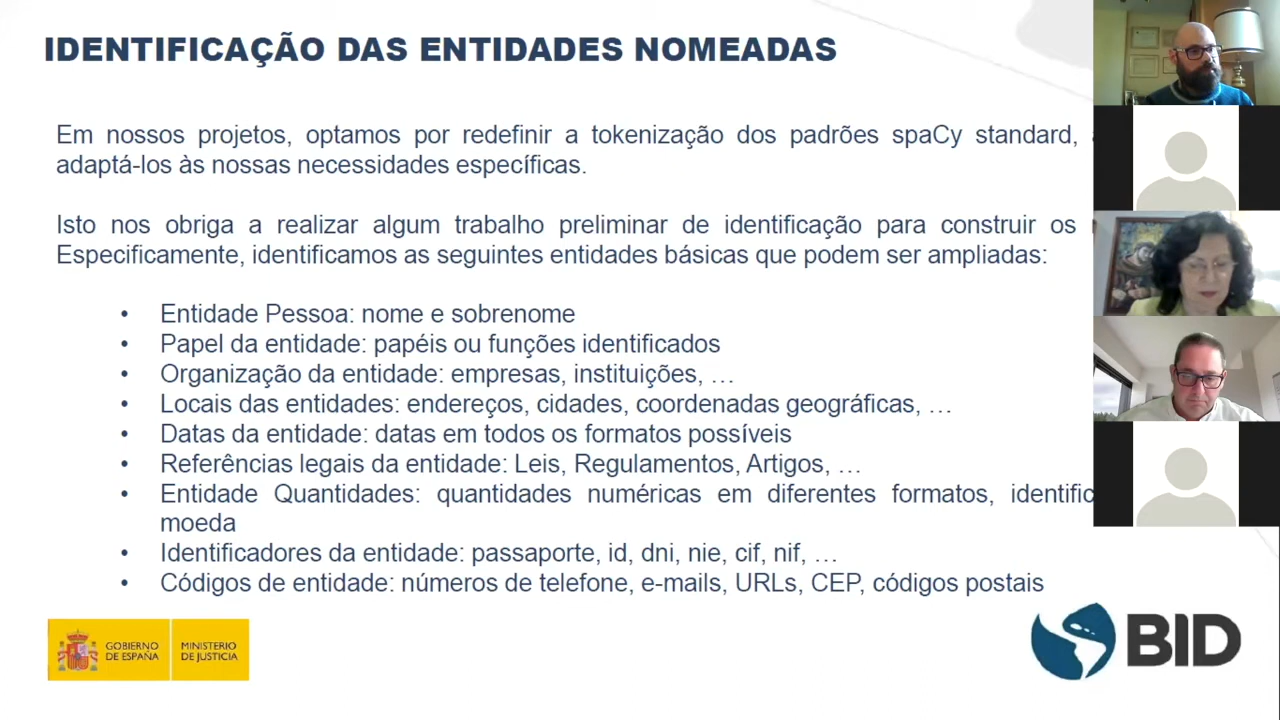 IDENTIFICAÇÃO DAS ENTIDADES NOMEADAS
Em nossos projetos, optamos por redefinir a tokenização dos padrões spaCy standard,
adaptá-los às nossas necessidades específicas.
Isto nos obriga a realizar algum trabalho preliminar de identificação para construir os
Especificamente, identificamos as seguintes entidades básicas que podem ser ampliadas:
• Entidade Pessoa: nome e sobrenome
• Papel da entidade: papéis ou funções identificados
• Organização da entidade: empresas, instituições, …
• Locais das entidades: endereços, cidades, coordenadas geográficas, …
• Datas da entidade: datas em todos os formatos possíveis
• Referências legais da entidade: Leis, Regulamentos, Artigos, …
• Entidade Quantidades: quantidades numéricas em diferentes formatos,
moeda
• Identificadores da entidade: passaporte, id, dni, nie, cif, nif, …
• Códigos de entidade: números de telefone, e-mails, URLs, CEP, códigos postais
GOBIERNO
DE ESPAÑA
MINISTERIO
DE JUSTICIA
BID